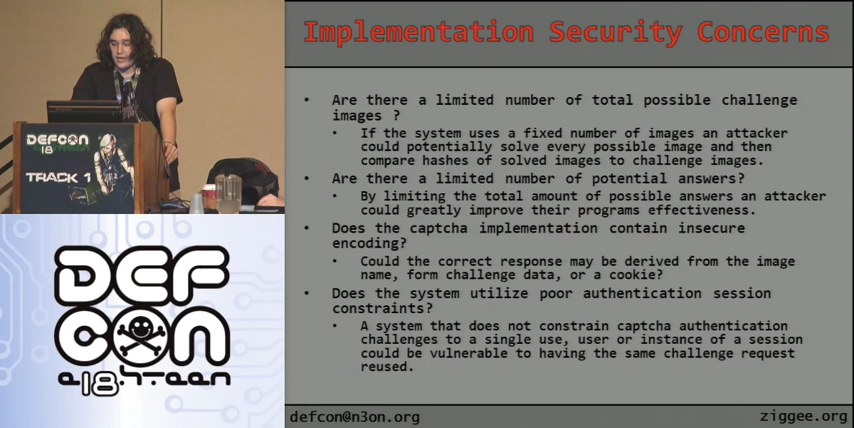 Implementation Security Concerns
DEFCON
18
TRACK 1
• Are there a limited number of total possible challenge
images ?
• If the system uses a fixed number of images an attacker
could potentially solve every possible image and then
compare hashes of solved images to challenge images.
• Are there a limited number of potential answers?
• By limiting the total amount of possible answers an attacker
could greatly improve their programs effectiveness.
• Does the captcha implementation contain insecure
encoding?
• Could the correct response may be derived from the image
name, form challenge data, or a cookie?
• Does the system utilize poor authentication session
constraints?
• A system that does not constrain captcha authentication
challenges to a single use, user or instance of a session
could be vulnerable to having the same challenge request
reused.
DEF
CON
e18hteen
defcon@n3on.org
ziggee.org